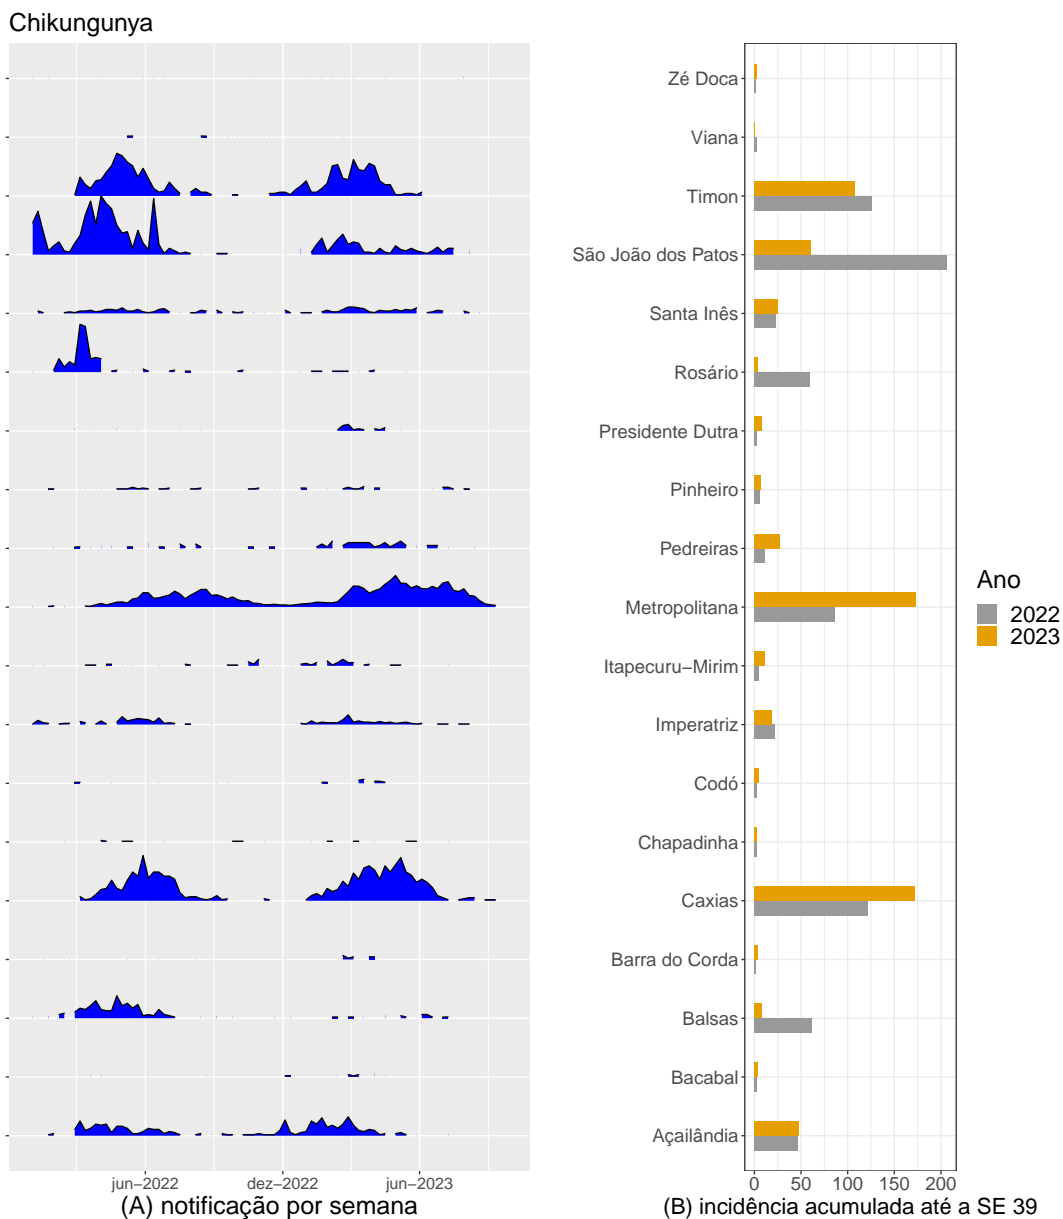 Chikungunya
Zé Doca
Viana
Timon
São João dos Patos
Santa Inês
Rosário
Presidente Dutra
Pinheiro
Pedreiras
Metropolitana
Itapecuru−Mirim
Imperatriz
Codó
Chapadinha
Caxias
Barra do Corda
Balsas
Bacabal
Açailândia
Ano
2022
2023
jun−2022 dez−2022 jun−2023
(A) notificação por semana
0 50 100 150 200
(B) incidência acumulada até a SE 39